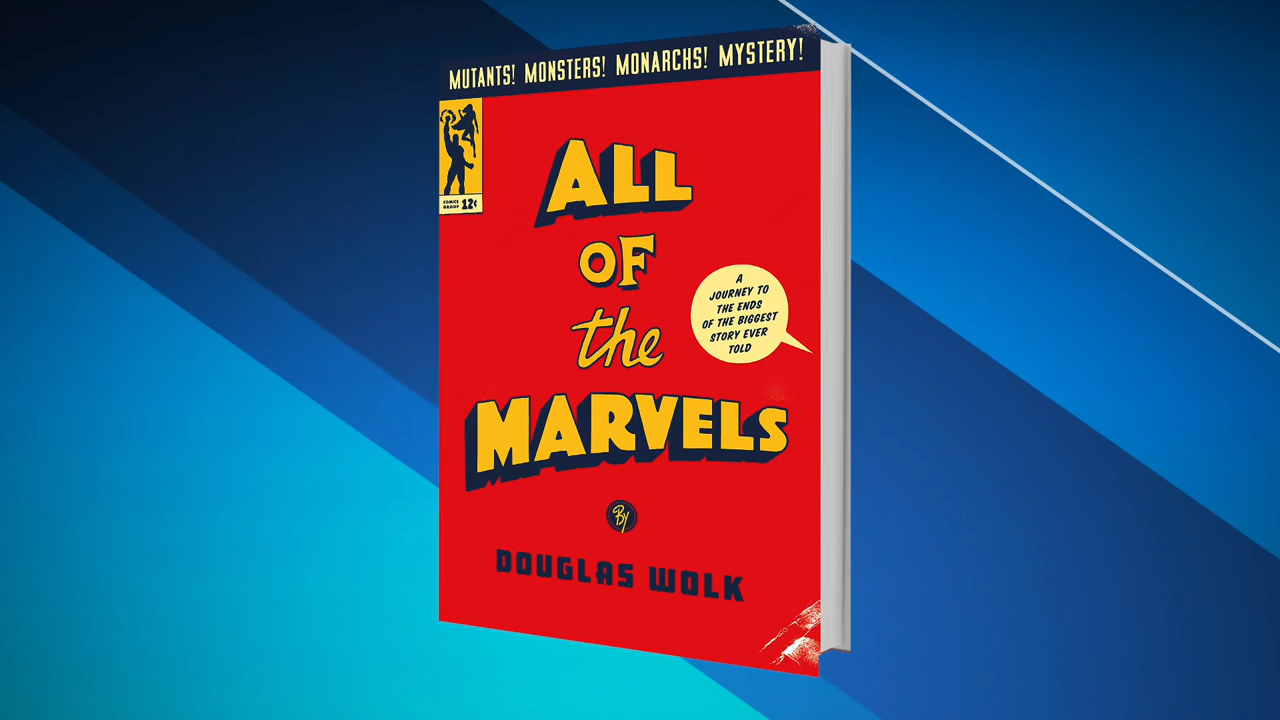 MUTANTS! MONSTERS! MONARCHS! MYSTERY!
COMICS
GROUP 12¢
ALL
OF
the
MARVELS
A
JOURNEY TO
THE ENDS
OF THE BIGGEST
STORY EVER
TOLD
By
DOUGLAS WOLK